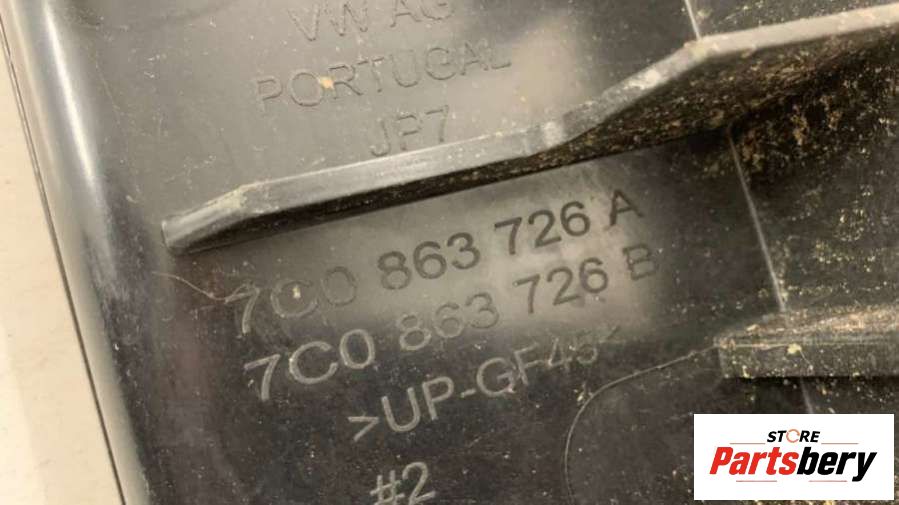 VW AG
PORTUGAL
JP7
7C0 863 726 A
7C0 863 726 B
>UP-GF45<
#2
STORE
Partsbery